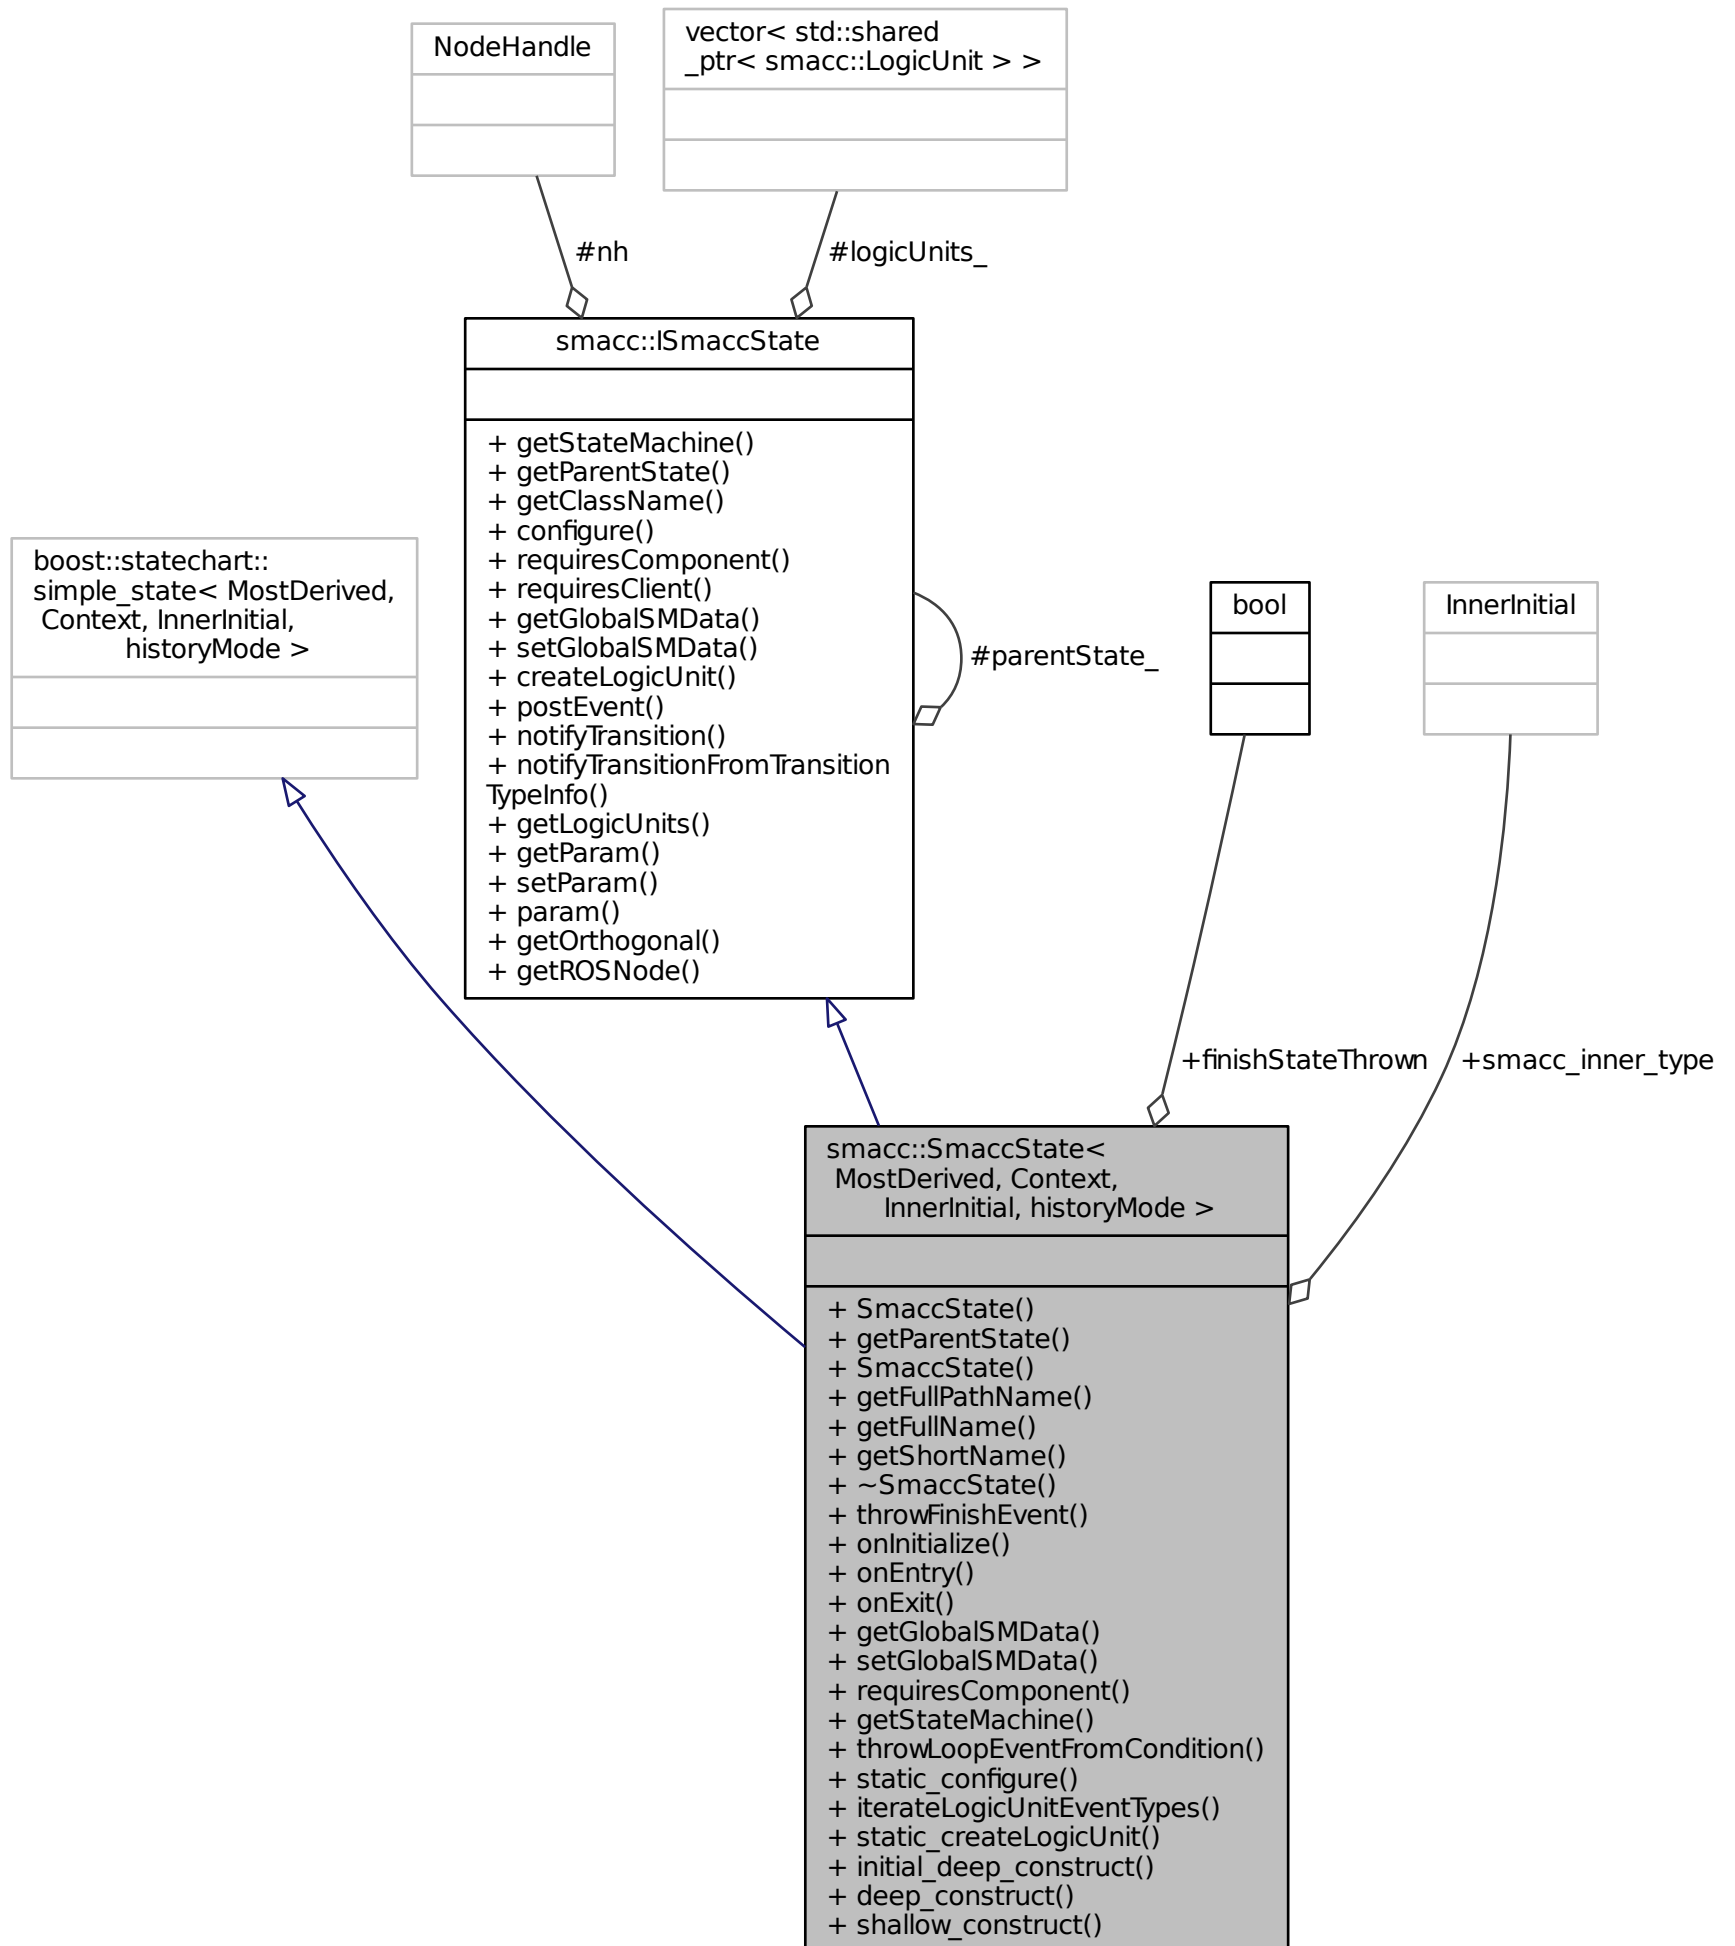 NodeHandle
vector< std::shared
_ptr< smacc::LogicUnit > >
#nh
#logicUnits_
smacc::ISmaccState
+ getStateMachine()
+ getParentState()
+ getClassName()
+ configure()
+ requiresComponent()
+ requiresClient()
+ getGlobalSMData()
+ setGlobalSMData()
+ createLogicUnit()
+ postEvent()
+ notifyTransition()
+ notifyTransitionFromTransition
TypeInfo()
+ getLogicUnits()
+ getParam()
+ setParam()
+ param()
+ getOrthogonal()
+ getROSNode()
boost::statechart::
simple_state< MostDerived,
Context, InnerInitial,
historyMode >
#parentState_
bool
InnerInitial
+finishStateThrown
+smacc_inner_type
smacc::SmaccState<
MostDerived, Context,
InnerInitial, historyMode >
+ SmaccState()
+ getParentState()
+ SmaccState()
+ getFullPathName()
+ getFullName()
+ getShortName()
+ ~SmaccState()
+ throwFinishEvent()
+ onInitialize()
+ onEntry()
+ onExit()
+ getGlobalSMData()
+ setGlobalSMData()
+ requiresComponent()
+ getStateMachine()
+ throwLoopEventFromCondition()
+ static_configure()
+ iterateLogicUnitEventTypes()
+ static_createLogicUnit()
+ initial_deep_construct()
+ deep_construct()
+ shallow_construct()